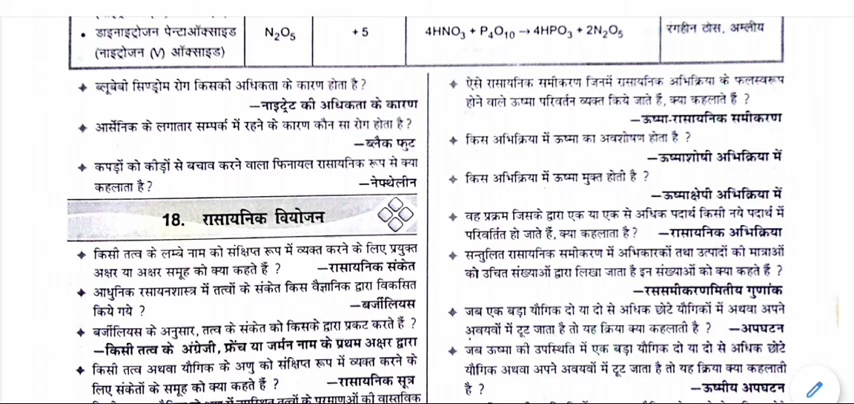 • डाइनाइट्रोजन पेन्टाऑक्साइड
(नाइट्रोजन (V) ऑक्साइड)
N₂O₅
+ 5
4HNO₃ + P₄O₁₀ → 4HPO₃ + 2N₂O₅
रंगहीन ठोस, अम्लीय
ब्लूबेबी सिण्ड्रोम रोग किसकी अधिकता के कारण होता है ?
—नाइट्रेट की अधिकता के कारण
आर्सेनिक के लगातार सम्पर्क में रहने के कारण कौन सा रोग होता है ?
—ब्लैक फुट
कपड़ों को कीड़ों से बचाव करने वाला फिनायल रासायनिक रूप से क्या
कहलाता है ? —नेफ्थेलीन
18. रासायनिक वियोजन
किसी तत्व के लम्बे नाम को संक्षिप्त रूप में व्यक्त करने के लिए प्रयुक्त
अक्षर या अक्षर समूह को क्या कहते हैं ? —रासायनिक संकेत
आधुनिक रसायनशास्त्र में तत्वों के संकेत किस वैज्ञानिक द्वारा विकसित
किये गये ? —बर्जीलियस
बर्जीलियस के अनुसार, तत्व के संकेत को किसके द्वारा प्रकट करते हैं ?
—किसी तत्व के अंग्रेजी, फ्रेंच या जर्मन नाम के प्रथम अक्षर द्वारा
किसी तत्व अथवा यौगिक के अणु को संक्षिप्त रूप में व्यक्त करने के
लिए संकेतों के समूह को क्या कहते हैं ? —रासायनिक सूत्र
तत्वों के परमाणुओं की वास्तविक
ऐसे रासायनिक समीकरण जिनमें रासायनिक अभिक्रिया के फलस्वरूप
होने वाले ऊष्मा परिवर्तन व्यक्त किये जाते हैं, क्या कहलाते हैं ?
—ऊष्मा-रासायनिक समीकरण
किस अभिक्रिया में ऊष्मा का अवशोषण होता है ?
—ऊष्माशोषी अभिक्रिया में
किस अभिक्रिया में ऊष्मा मुक्त होती है ?
—ऊष्माक्षेपी अभिक्रिया में
वह प्रक्रम जिसके द्वारा एक या एक से अधिक पदार्थ किसी नये पदार्थ में
परिवर्तित हो जाते हैं, क्या कहलाता है ? —रासायनिक अभिक्रिया
सन्तुलित रासायनिक समीकरण में अभिकारकों तथा उत्पादों की मात्राओं
को उचित संख्याओं द्वारा लिखा जाता है इन संख्याओं को क्या कहते हैं ?
—रससमीकरणमितीय गुणांक
जब एक बड़ा यौगिक दो या दो से अधिक छोटे यौगिकों में अथवा अपने
अवयवों में टूट जाता है तो यह क्रिया क्या कहलाती है ? —अपघटन
जब ऊष्मा की उपस्थिति में एक बड़ा यौगिक दो या दो से अधिक छोटे
यौगिक अथवा अपने अवयवों में टूट जाता है तो यह क्रिया क्या कहलाती
है ? —ऊष्मीय अपघटन